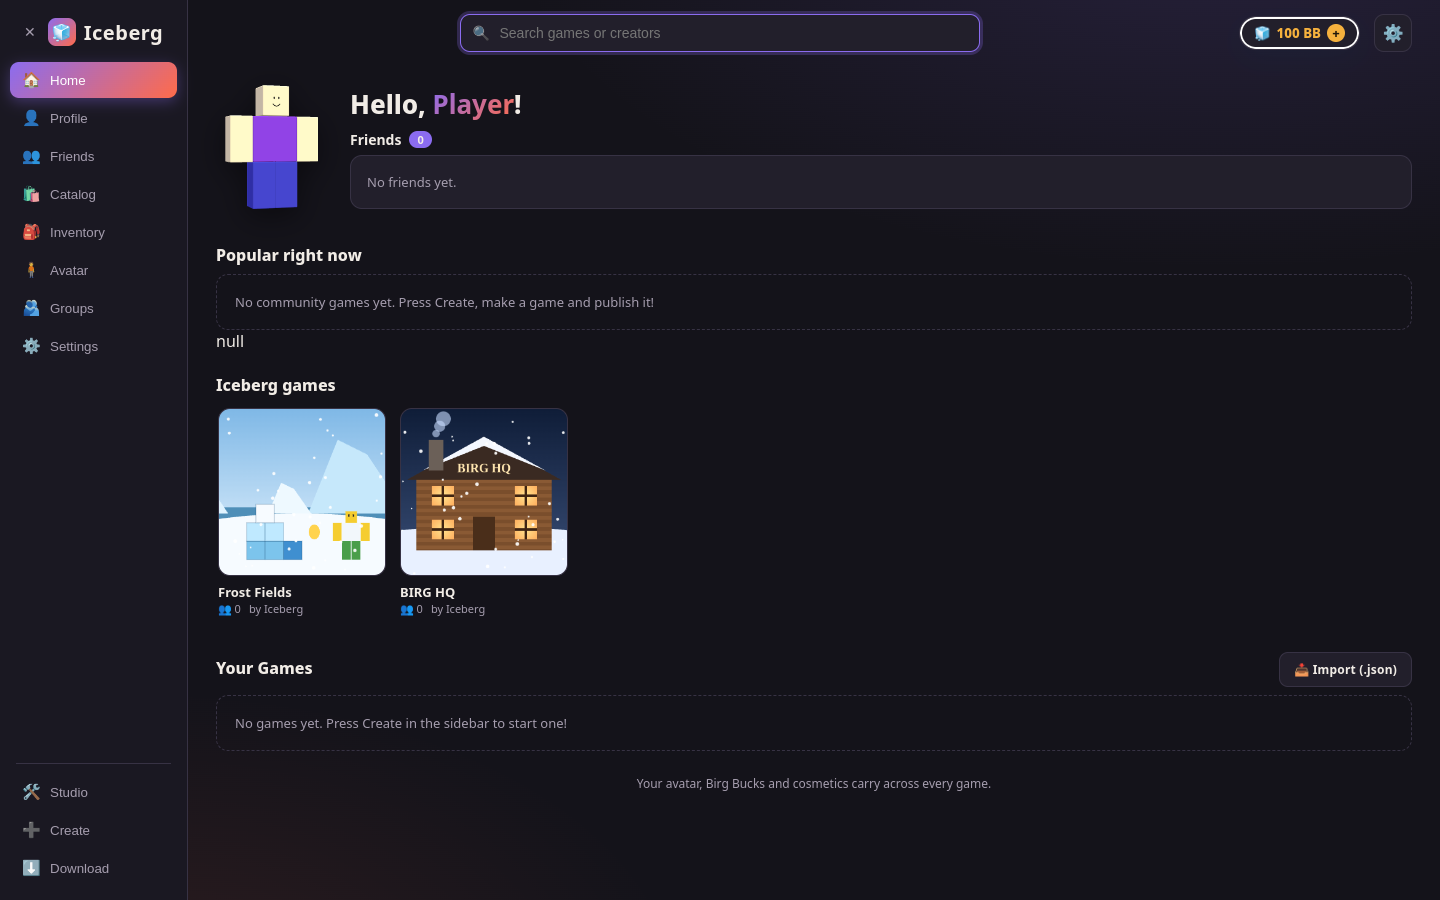 ✕ Iceberg
Home
Profile
Friends
Catalog
Inventory
Avatar
Groups
Settings
Studio
Create
Download
Search games or creators
100 BB +
Hello, Player!
Friends 0
No friends yet.
Popular right now
No community games yet. Press Create, make a game and publish it!
null
Iceberg games
BIRG HQ
Frost Fields
0 by Iceberg
BIRG HQ
0 by Iceberg
Your Games
Import (.json)
No games yet. Press Create in the sidebar to start one!
Your avatar, Birg Bucks and cosmetics carry across every game.